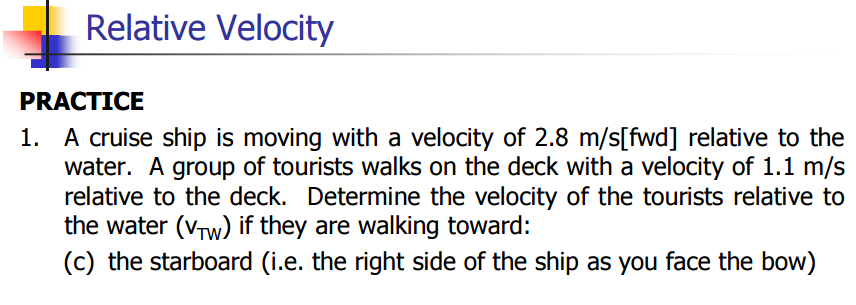 Relative Velocity
PRACTICE
1. A cruise ship is moving with a velocity of 2.8 m/s[fwd] relative to the
water. A group of tourists walks on the deck with a velocity of 1.1 m/s
relative to the deck. Determine the velocity of the tourists relative to
the water (vTW) if they are walking toward:
(c) the starboard (i.e. the right side of the ship as you face the bow)